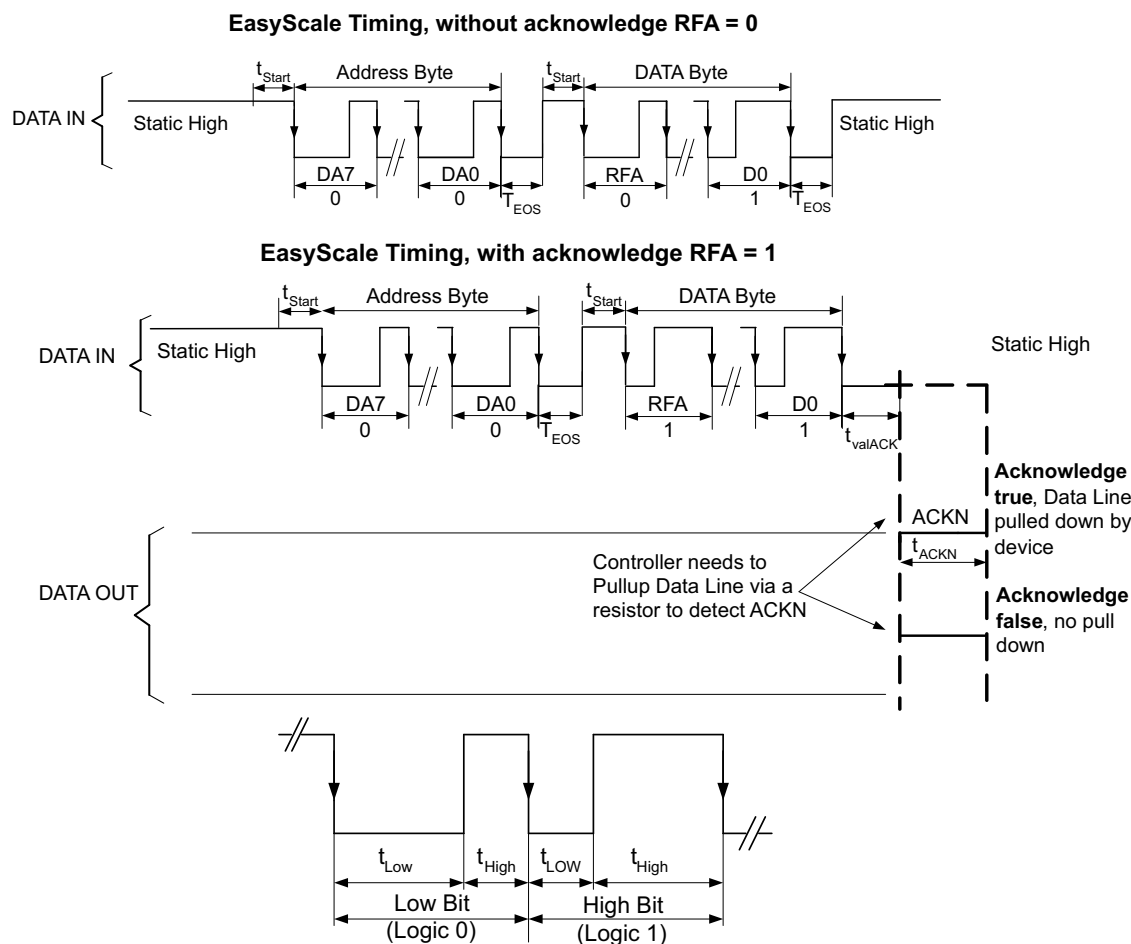 EasyScale Timing, without acknowledge RFA = 0
tStart
Address Byte
tStart
DATA Byte
DATA IN
Static High
Static High
DA7
0
DA0
0
TEOS
RFA
0
D0
1
TEOS
EasyScale Timing, with acknowledge RFA = 1
tStart
Address Byte
tStart
DATA Byte
DATA IN
Static High
Static High
DA7
0
DA0
0
TEOS
RFA
1
D0
1
tvalACK
Acknowledge
true, Data Line
pulled down by
device
ACKN
tACKN
Controller needs to
Pullup Data Line via a
resistor to detect ACKN
DATA OUT
Acknowledge
false, no pull
down
tLow
tHigh
tLOW
tHigh
Low Bit
(Logic 0)
High Bit
(Logic 1)